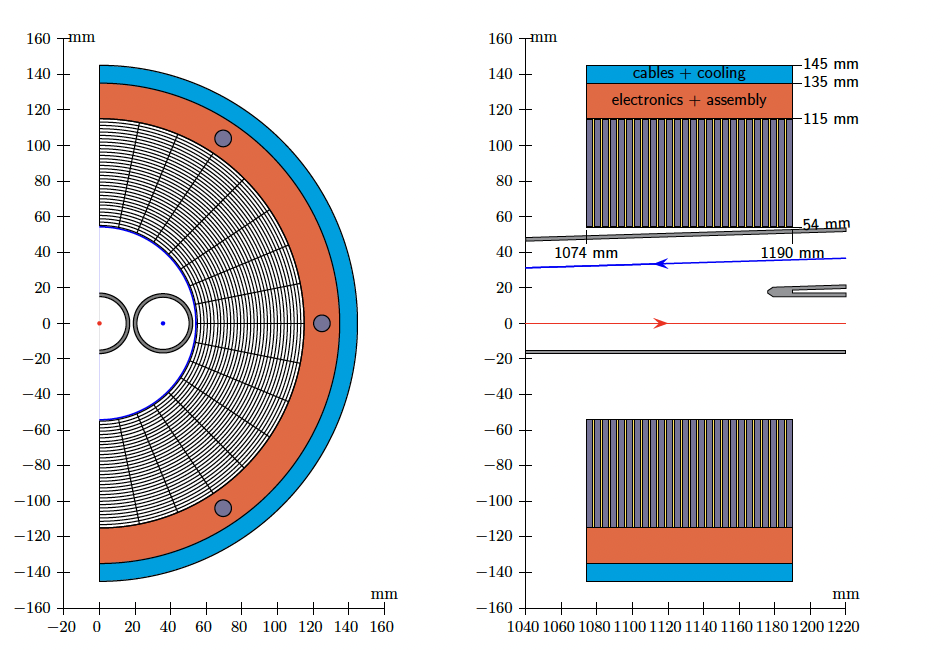 mm
160
140
120
100
80
60
40
20
0
−20
−40
−60
−80
−100
−120
−140
−160
mm
−20 0 20 40 60 80 100 120 140 160
mm
160
140
120
100
80
60
40
20
0
−20
−40
−60
−80
−100
−120
−140
−160
cables + cooling
electronics + assembly
145 mm
135 mm
115 mm
54 mm
1074 mm
1190 mm
mm
1040 1060 1080 1100 1120 1140 1160 1180 1200 1220